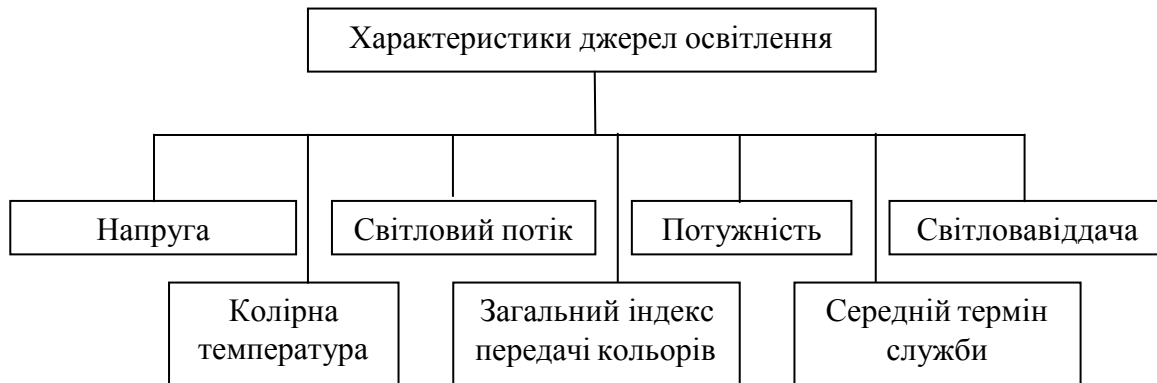 Характеристики джерел освітлення
Напруга
Світловий потік
Потужність
Світловавіддача
Колірна
температура
Загальний індекс
передачі кольорів
Середній термін
служби